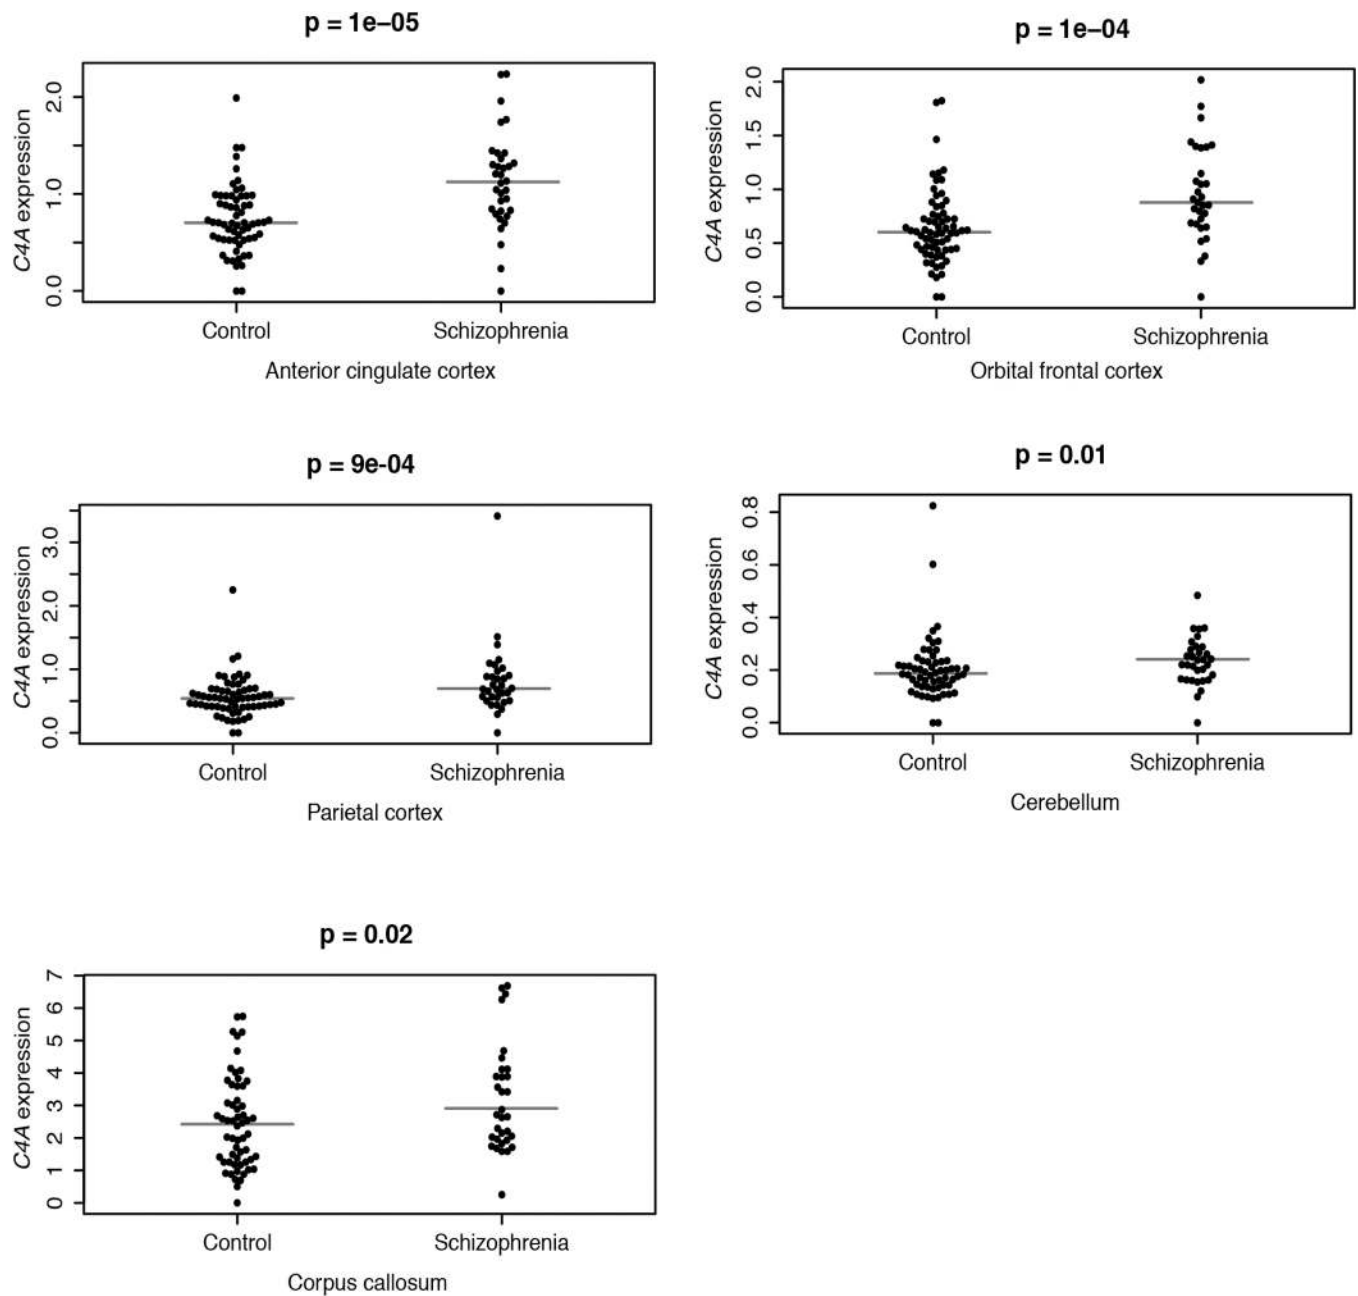 p = 1e–05
C4A expression
2.0
1.0
0.0
Control
Schizophrenia
Anterior cingulate cortex
p = 1e–04
C4A expression
2.0
1.5
1.0
0.5
0.0
Control
Schizophrenia
Orbital frontal cortex
p = 9e-04
C4A expression
3.0
2.0
1.0
0.0
Control
Schizophrenia
Parietal cortex
p = 0.01
C4A expression
0.8
0.6
0.4
0.2
0.0
Control
Schizophrenia
Cerebellum
p = 0.02
C4A expression
7
6
5
4
3
2
1
0
Control
Schizophrenia
Corpus callosum